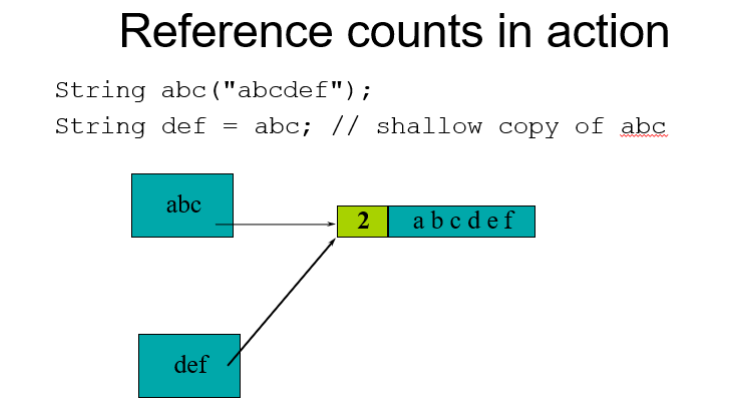 Reference counts in action
String abc("abcdef");
String def = abc; // shallow copy of abc
abc
2 a b c d e f
def